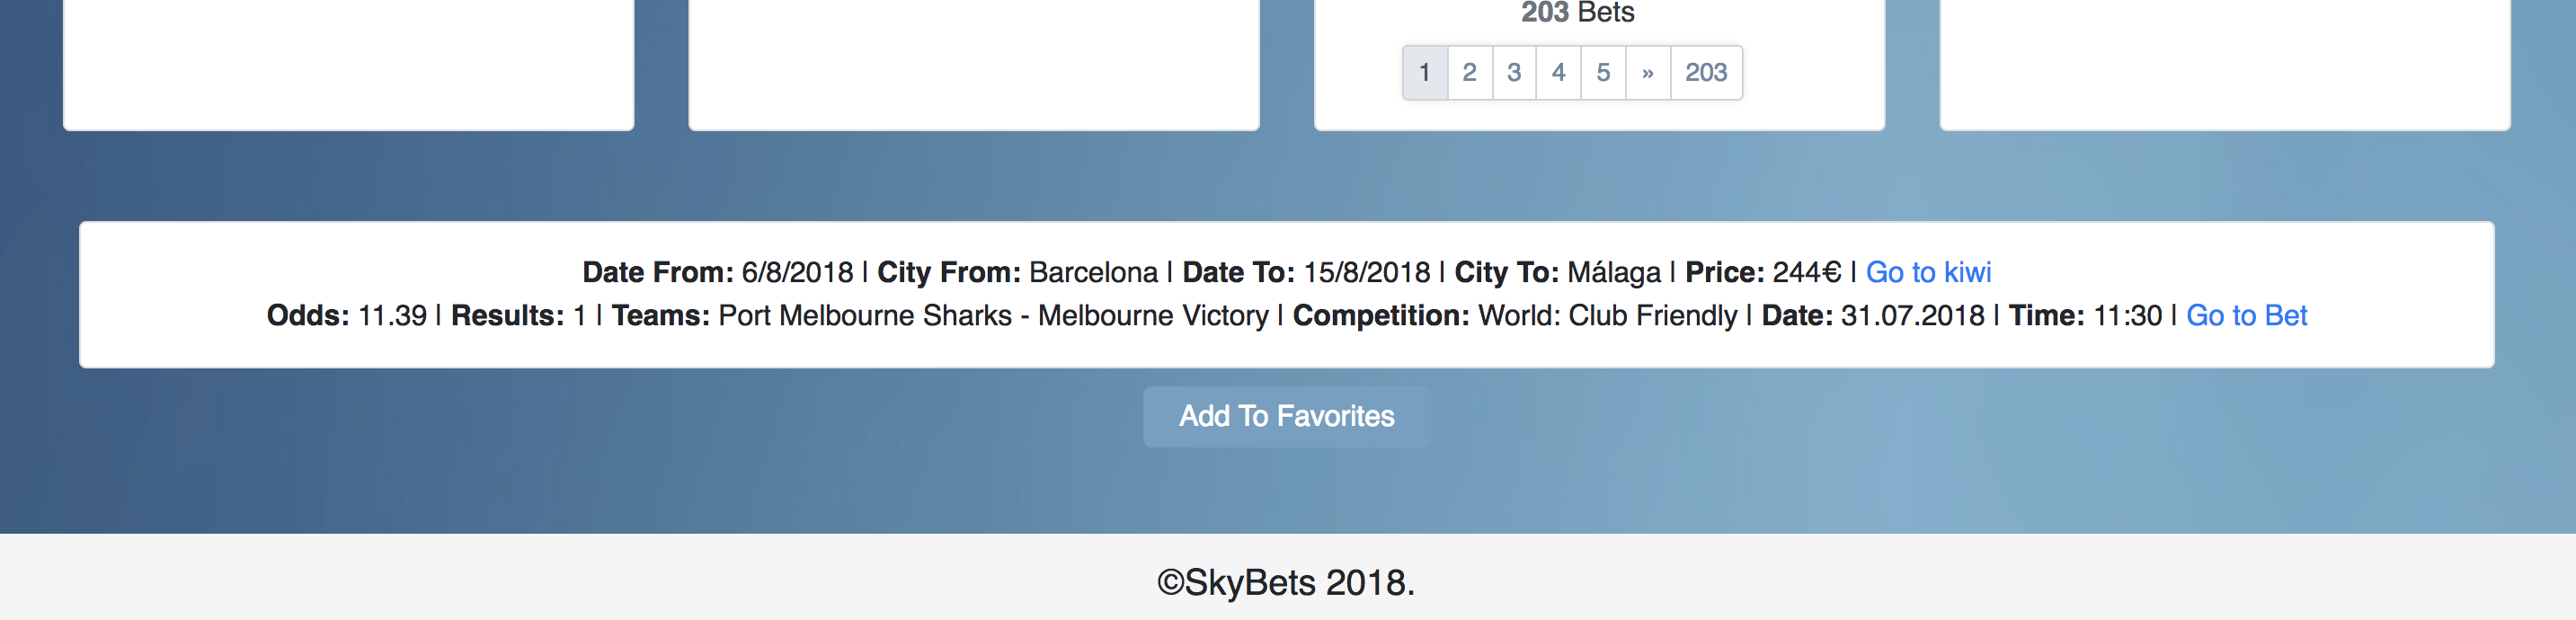 203 Bets
1 2 3 4 5 » 203
Date From: 6/8/2018 | City From: Barcelona | Date To: 15/8/2018 | City To: Málaga | Price: 244€ | Go to kiwi
Odds: 11.39 | Results: 1 | Teams: Port Melbourne Sharks - Melbourne Victory | Competition: World: Club Friendly | Date: 31.07.2018 | Time: 11:30 | Go to Bet
Add To Favorites
©SkyBets 2018.